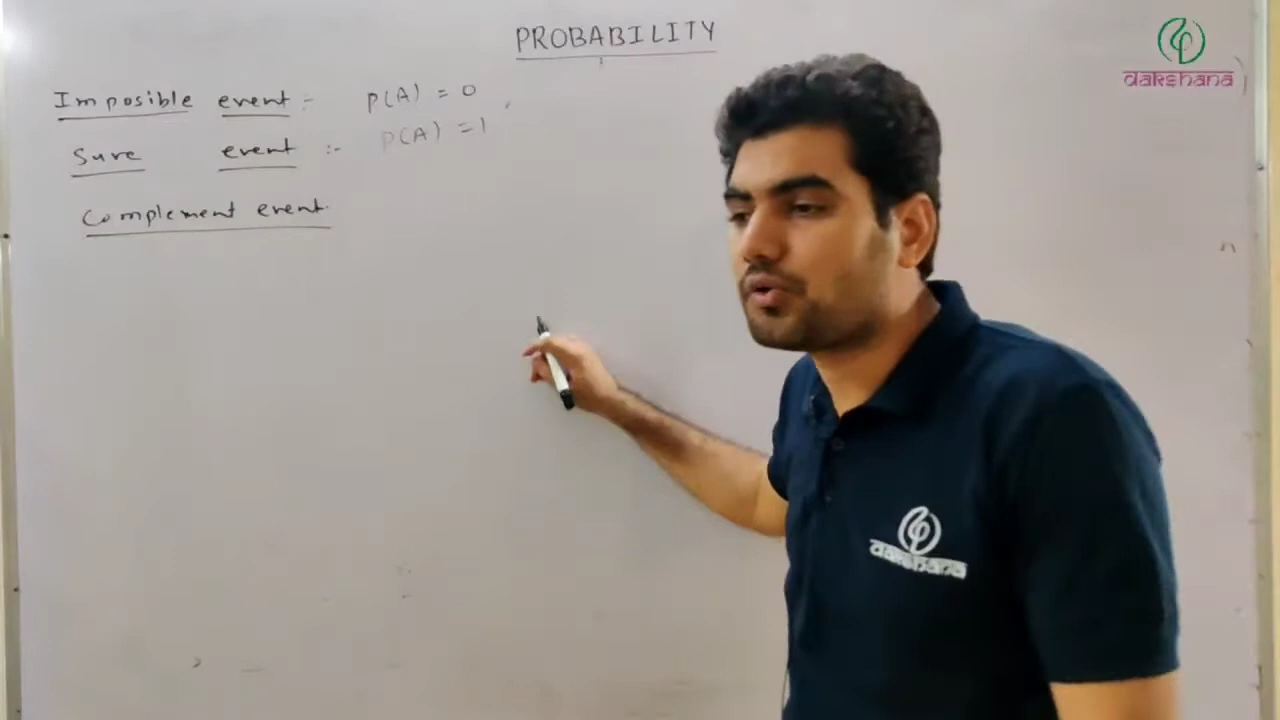 PROBABILITY
dakshana
Imposible event :- P(A) = 0
Sure event :- P(A) = 1
Complement event.
dakshana